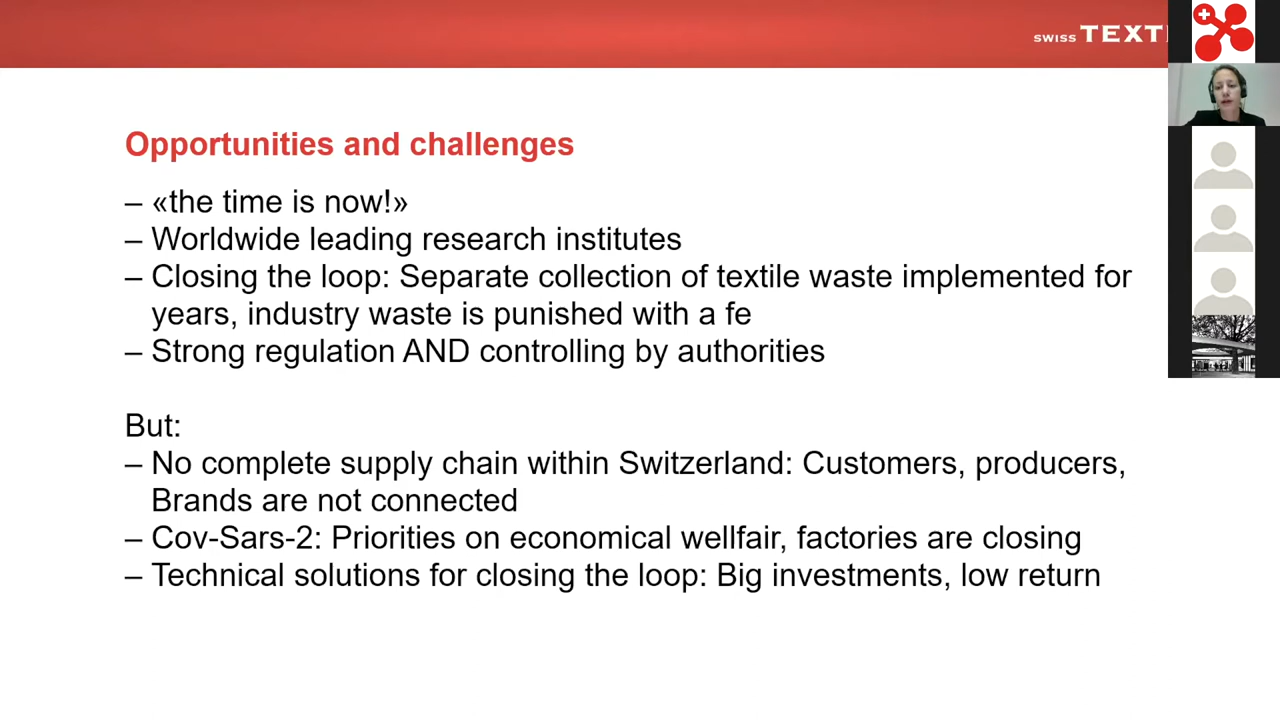 SWISS TEXT
Opportunities and challenges
– «the time is now!»
– Worldwide leading research institutes
– Closing the loop: Separate collection of textile waste implemented for
years, industry waste is punished with a fe
– Strong regulation AND controlling by authorities
But:
– No complete supply chain within Switzerland: Customers, producers,
Brands are not connected
– Cov-Sars-2: Priorities on economical wellfair, factories are closing
– Technical solutions for closing the loop: Big investments, low return